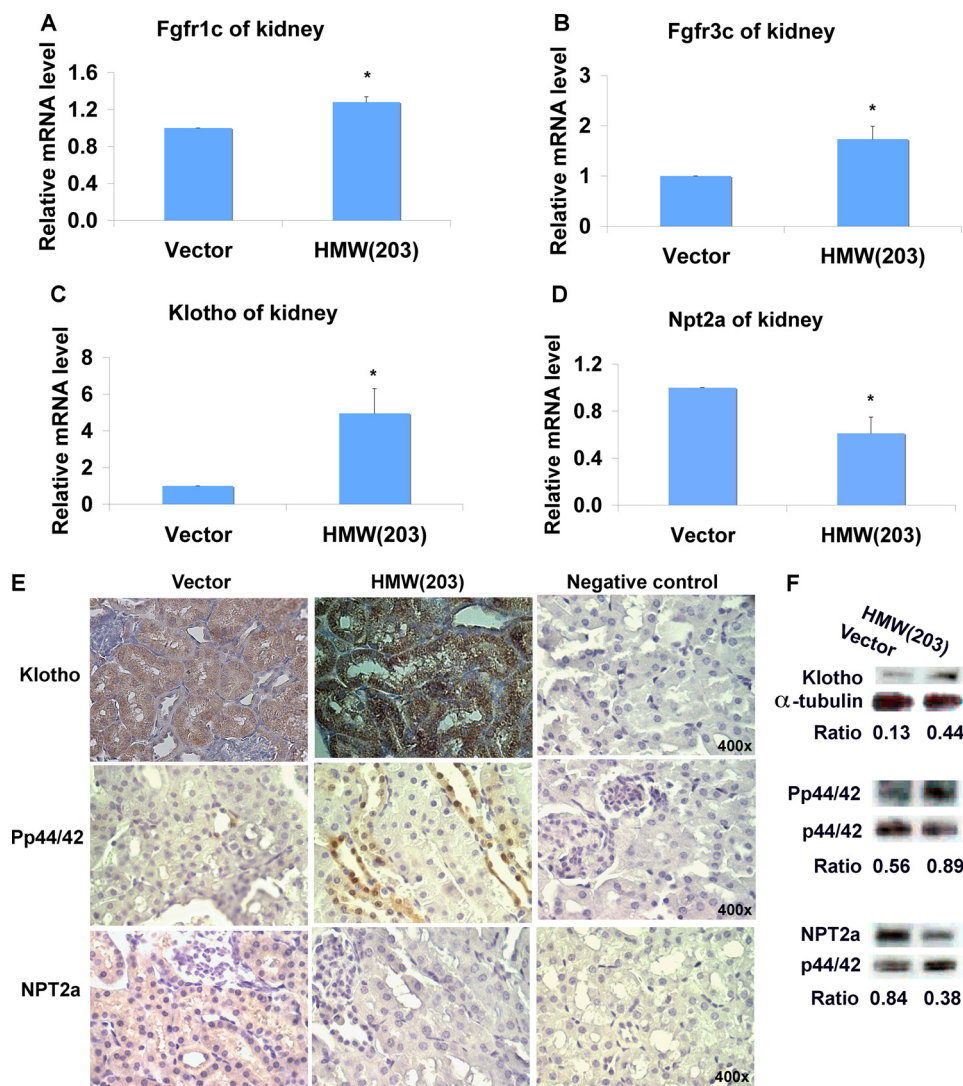 A
Fgfr1c of kidney
Relative mRNA level
1.6
1.2
0.8
0.4
0.0
*
Vector HMW(203)
B
Fgfr3c of kidney
Relative mRNA level
3
2
1
0
*
Vector HMW(203)
C
Klotho of kidney
Relative mRNA level
8
6
4
2
0
*
Vector HMW(203)
D
Npt2a of kidney
Relative mRNA level
1.2
0.8
0.4
0.0
*
Vector HMW(203)
E
Vector HMW(203) Negative control
Klotho
400x
Pp44/42
400x
NPT2a
400x
F
Vector
HMW(203)
Klotho
α-tubulin
Ratio 0.13 0.44
Pp44/42
p44/42
Ratio 0.56 0.89
NPT2a
p44/42
Ratio 0.84 0.38